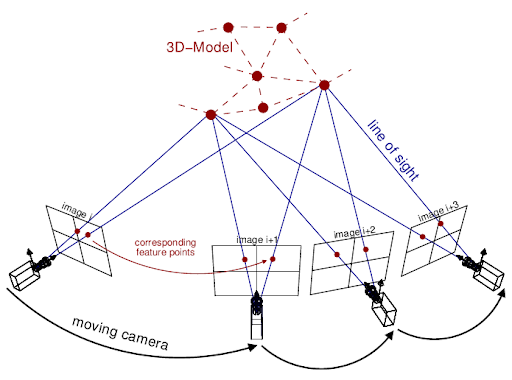 3D-Model
line of sight
image i
image i+1
image i+2
image i+3
corresponding
feature points
moving camera